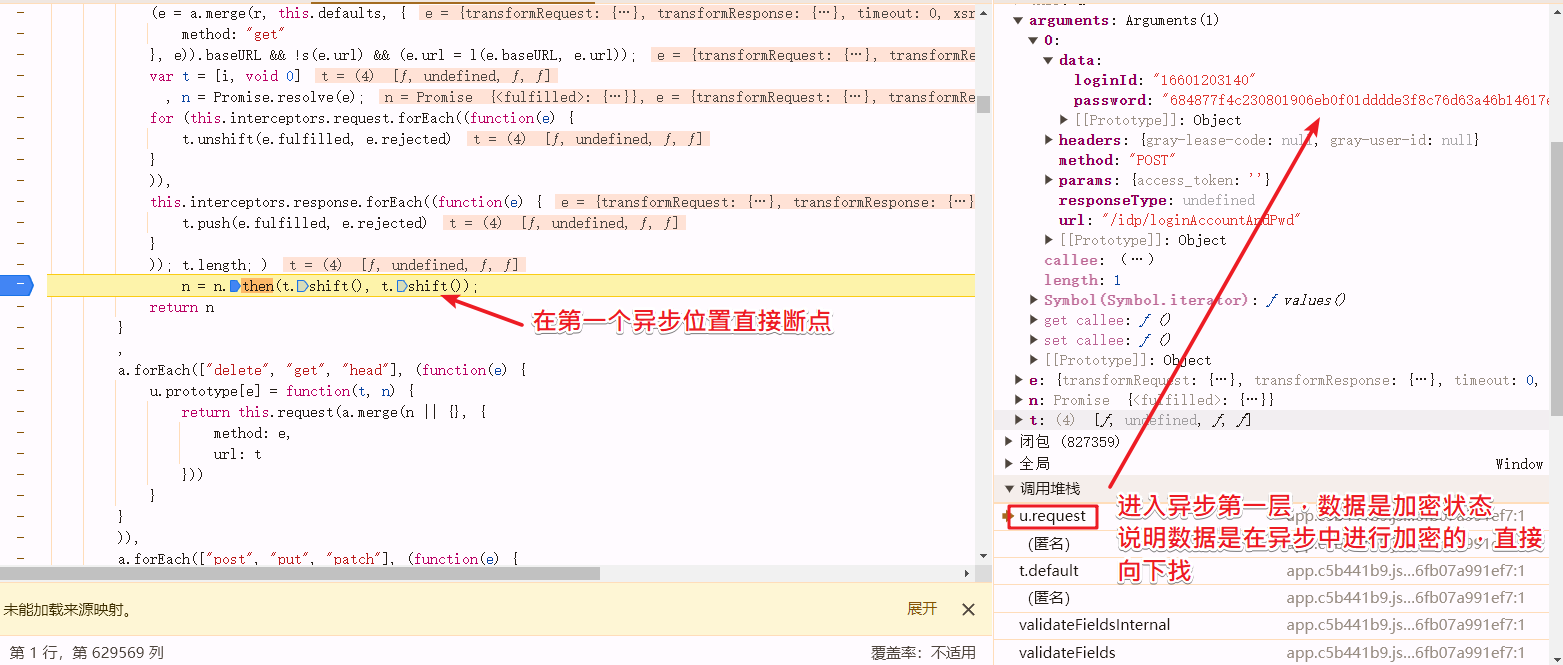 (e = a.merge(r, this.defaults, {   e = {transformRequest: {…}, transformResponse: {…}, timeout: 0, xsr
method: "get"
}, e)).baseURL && !s(e.url) && (e.url = l(e.baseURL, e.url));   e = {transformRequest: {…}, transforme
var t = [i, void 0]   t = (4) [f, undefined, f, f]
, n = Promise.resolve(e);   n = Promise {<fulfilled>: {…}}, e = {transformRequest: {…}, transformRe
for (this.interceptors.request.forEach((function(e) {
t.unshift(e.fulfilled, e.rejected)   t = (4) [f, undefined, f, f]
}
)),
this.interceptors.response.forEach((function(e) {   e = {transformRequest: {…}, transformResponse: {…}
t.push(e.fulfilled, e.rejected)   t = (4) [f, undefined, f, f]
}
)); t.length; )   t = (4) [f, undefined, f, f]
n = n.then(t.shift(), t.shift());
return n
}
,
a.forEach(["delete", "get", "head"], (function(e) {
u.prototype[e] = function(t, n) {
return this.request(a.merge(n || {}, {
method: e,
url: t
}))
}
}
)),
a.forEach(["post", "put", "patch"], (function(e) {
在第一个异步位置直接断点
未能加载来源映射。 展开
第 1 行，第 629569 列 覆盖率：不适用
arguments: Arguments(1)
0:
data:
loginId: "16601203140"
password: "684877f4c230801906eb0f01dddde3f8c76d63a46b14617e
[[Prototype]]: Object
headers: {gray-lease-code: null, gray-user-id: null}
method: "POST"
params: {access_token: ''}
responseType: undefined
url: "/idp/loginAccountAndPwd"
[[Prototype]]: Object
callee: (…)
length: 1
Symbol(Symbol.iterator): f values()
get callee: f ()
set callee: f ()
[[Prototype]]: Object
e: {transformRequest: {…}, transformResponse: {…}, timeout: 0,
n: Promise {<fulfilled>: {…}}
t: (4) [f, undefined, f, f]
闭包 (827359)
全局 Window
调用堆栈
u.request
(匿名)
进入异步第一层，数据是加密状态
说明数据是在异步中进行加密的，直接
向下找
t.default app.c5b441b9.js…6fb07a991ef7:1
(匿名) app.c5b441b9.js…6fb07a991ef7:1
validateFieldsInternal app.c5b441b9.js…6fb07a991ef7:1
validateFields app.c5b441b9.js…6fb07a991ef7:1